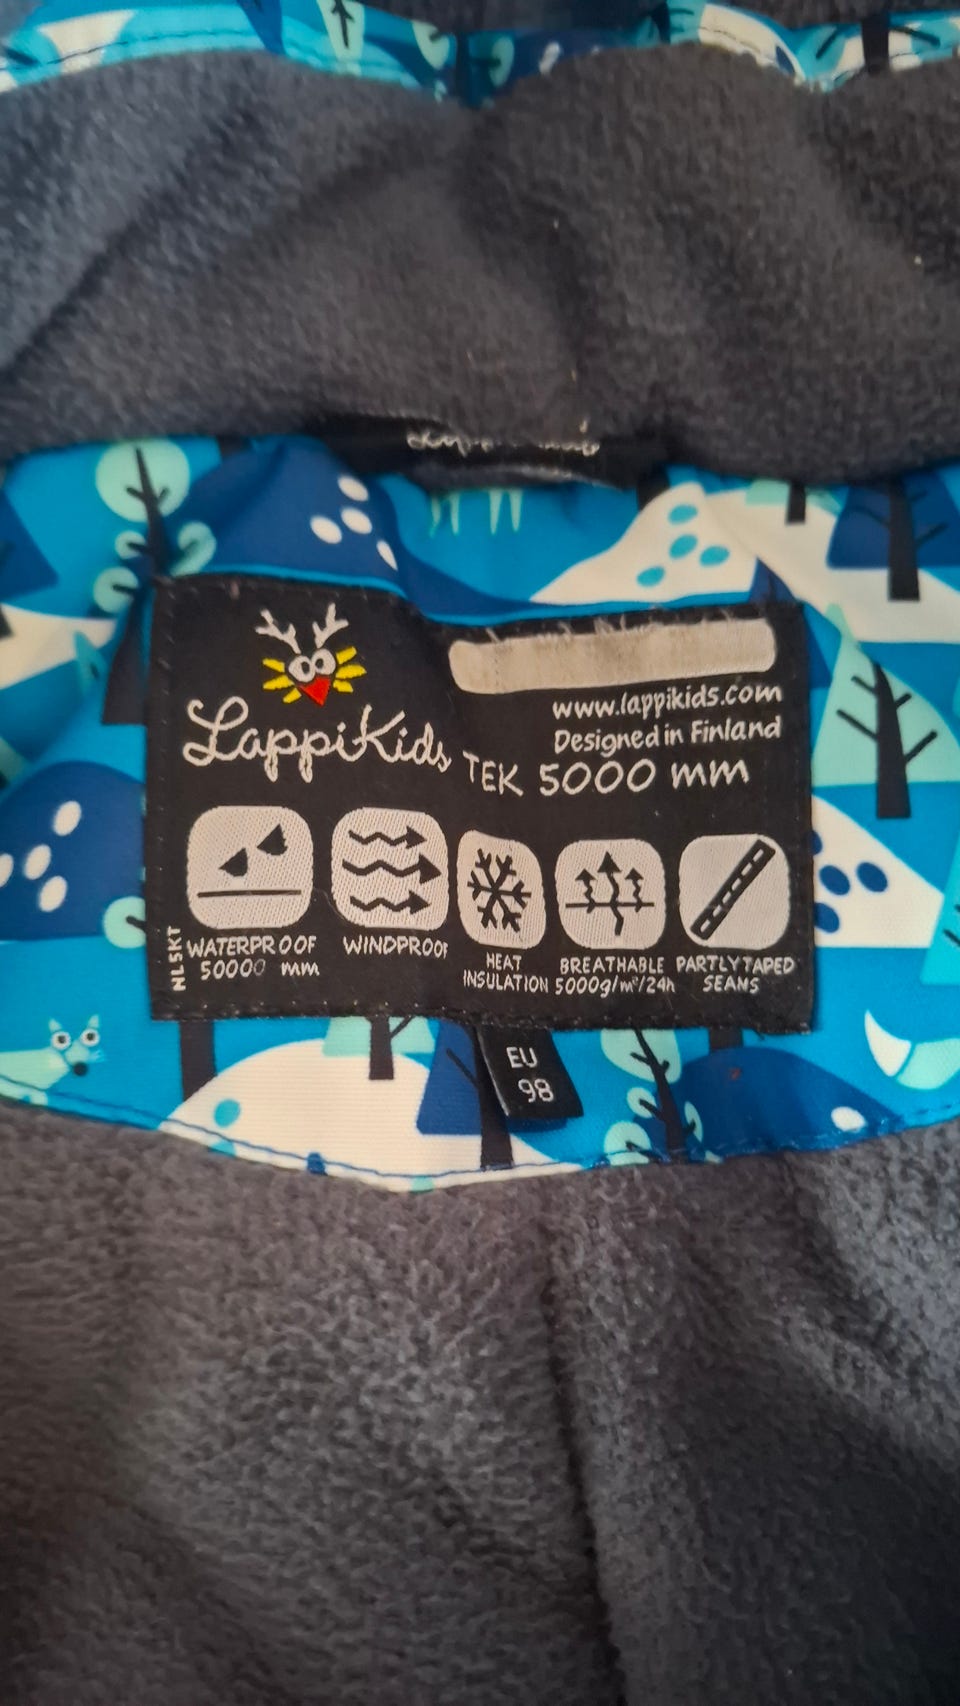 www.lappikids.com
Designed in Finland
LappiKids
TEK 5000 mm
NLSKT
WATERPROOF
50000 mm
WINDPROOF
HEAT
INSULATION
BREATHABLE
5000g/m²/24h
PARTLY TAPED
SEAMS
EU
98